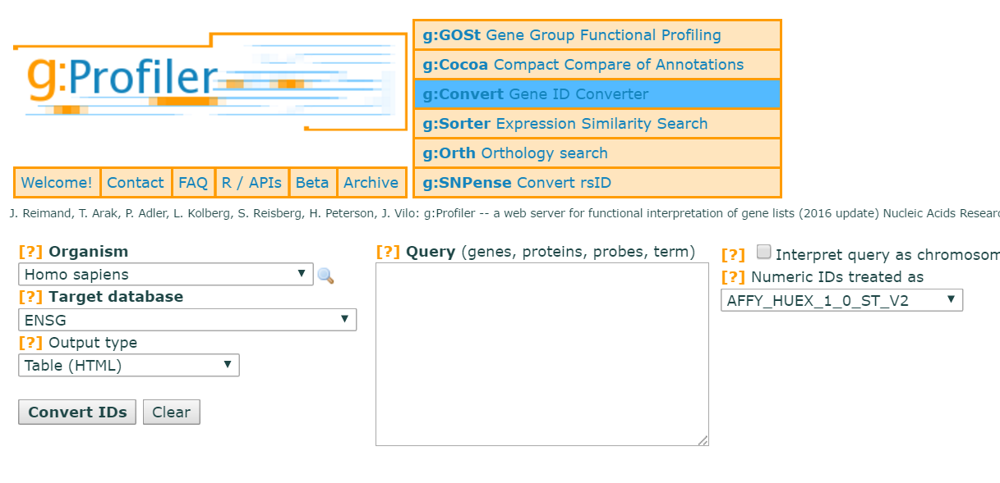 g:Profiler
g:GOSt Gene Group Functional Profiling
g:Cocoa Compact Compare of Annotations
g:Convert Gene ID Converter
g:Sorter Expression Similarity Search
g:Orth Orthology search
g:SNPense Convert rsID
Welcome! Contact FAQ R / APIs Beta Archive
J. Reimand, T. Arak, P. Adler, L. Kolberg, S. Reisberg, H. Peterson, J. Vilo: g:Profiler -- a web server for functional interpretation of gene lists (2016 update) Nucleic Acids Researc
[?] Organism
Homo sapiens
[?] Target database
ENSG
[?] Output type
Table (HTML)
Convert IDs Clear
[?] Query (genes, proteins, probes, term)
[?] Interpret query as chromosom
[?] Numeric IDs treated as
AFFY_HUEX_1_0_ST_V2